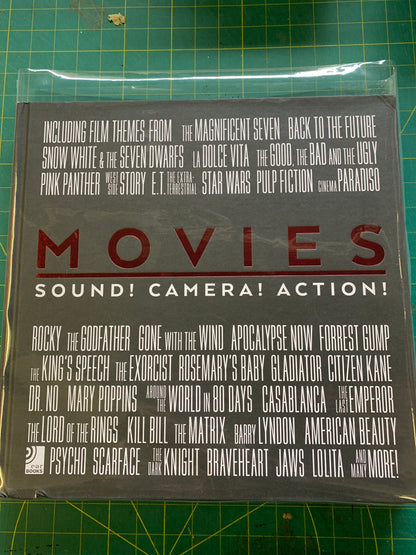 INCLUDING FILM THEMES FROM THE MAGNIFICENT SEVEN BACK TO THE FUTURE
SNOW WHITE & THE SEVEN DWARFS LA DOLCE VITA THE GOOD, THE BAD AND THE UGLY
PINK PANTHER WEST SIDE STORY E.T. THE EXTRA-TERRESTRIAL STAR WARS PULP FICTION CINEMA PARADISO
MOVIES
SOUND! CAMERA! ACTION!
ROCKY THE GODFATHER GONE WITH THE WIND APOCALYPSE NOW FORREST GUMP
THE KING'S SPEECH THE EXORCIST ROSEMARY'S BABY GLADIATOR CITIZEN KANE
DR. NO MARY POPPINS AROUND THE WORLD IN 80 DAYS CASABLANCA THE LAST EMPEROR
THE LORD OF THE RINGS KILL BILL THE MATRIX BARRY LYNDON AMERICAN BEAUTY
ear BOOKS PSYCHO SCARFACE THE DARK KNIGHT BRAVEHEART JAWS LOLITA AND MANY MORE!